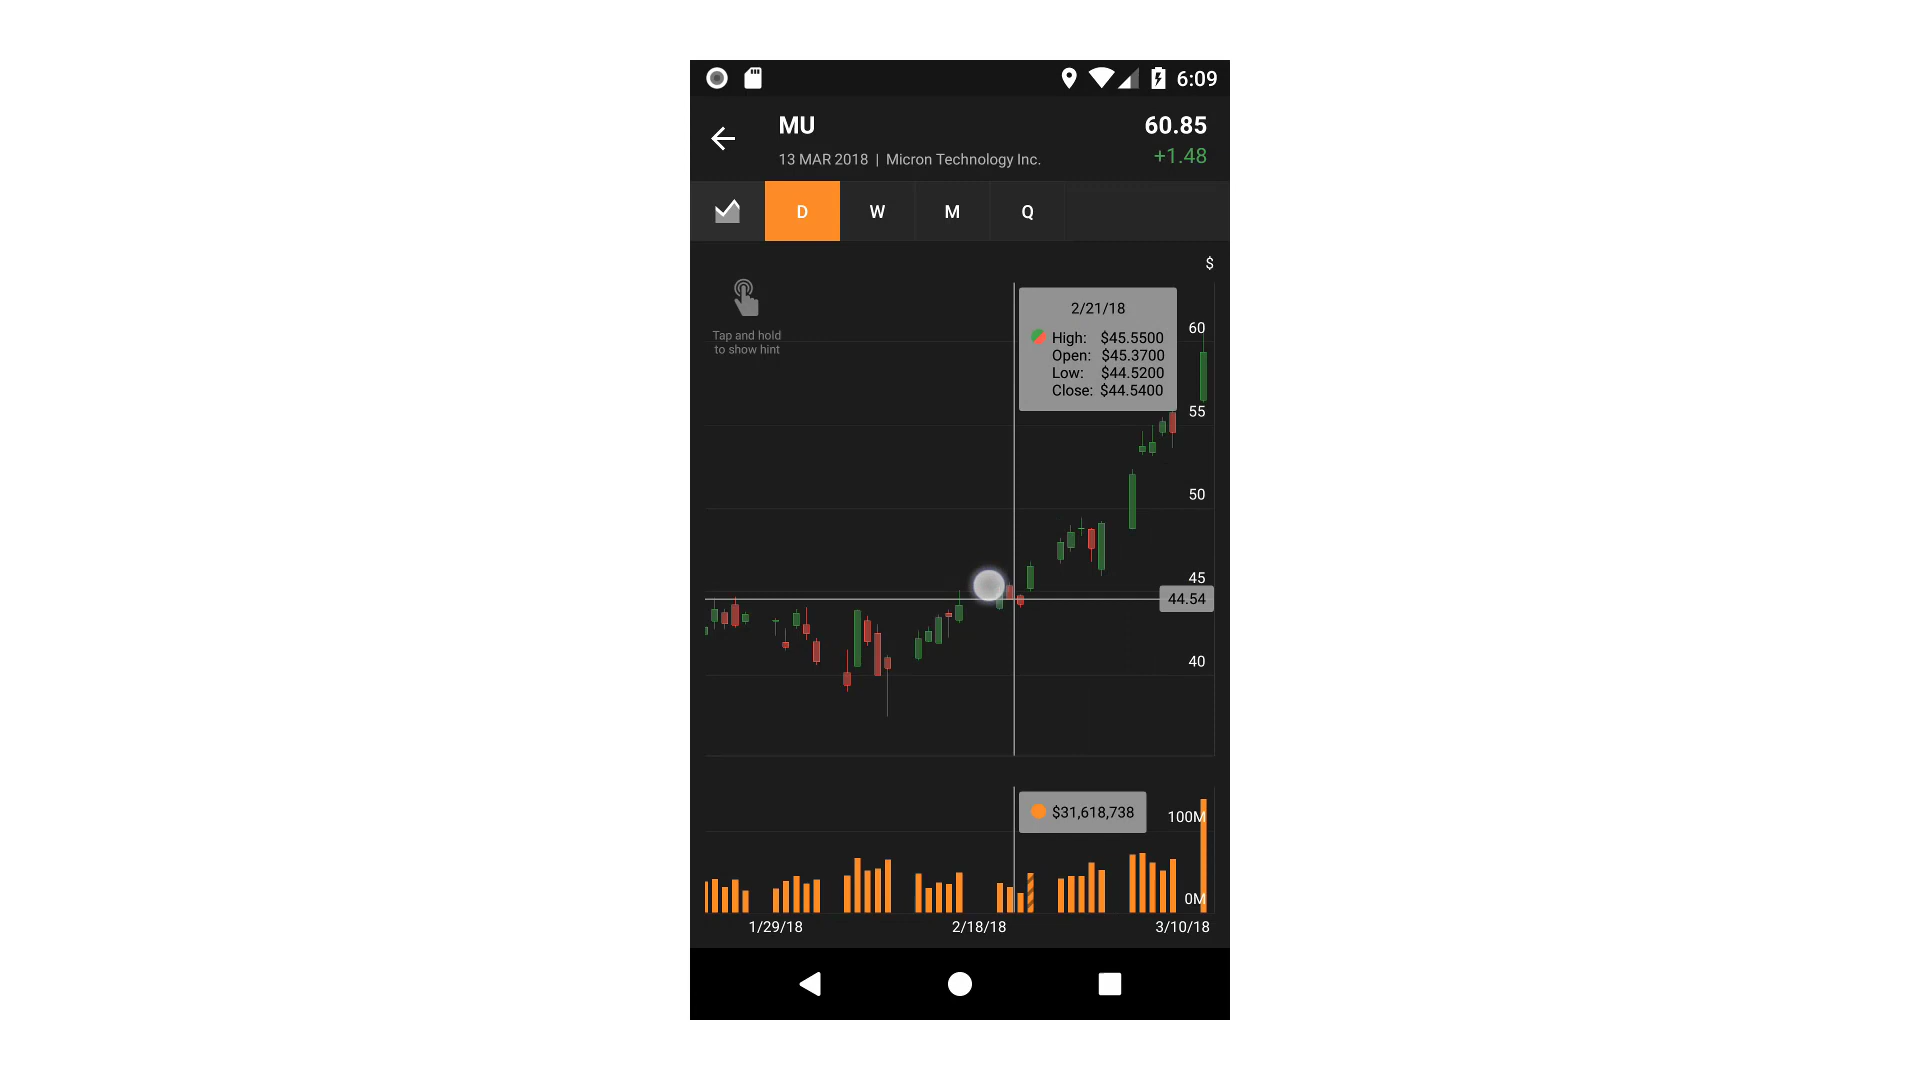 6:09
MU
60.85
13 MAR 2018 | Micron Technology Inc.
+1.48
D
W
M
Q
$
Tap and hold
to show hint
2/21/18
High: $45.5500
Open: $45.3700
Low: $44.5200
Close: $44.5400
60
55
50
45
44.54
40
$31,618,738
100M
0M
1/29/18
2/18/18
3/10/18